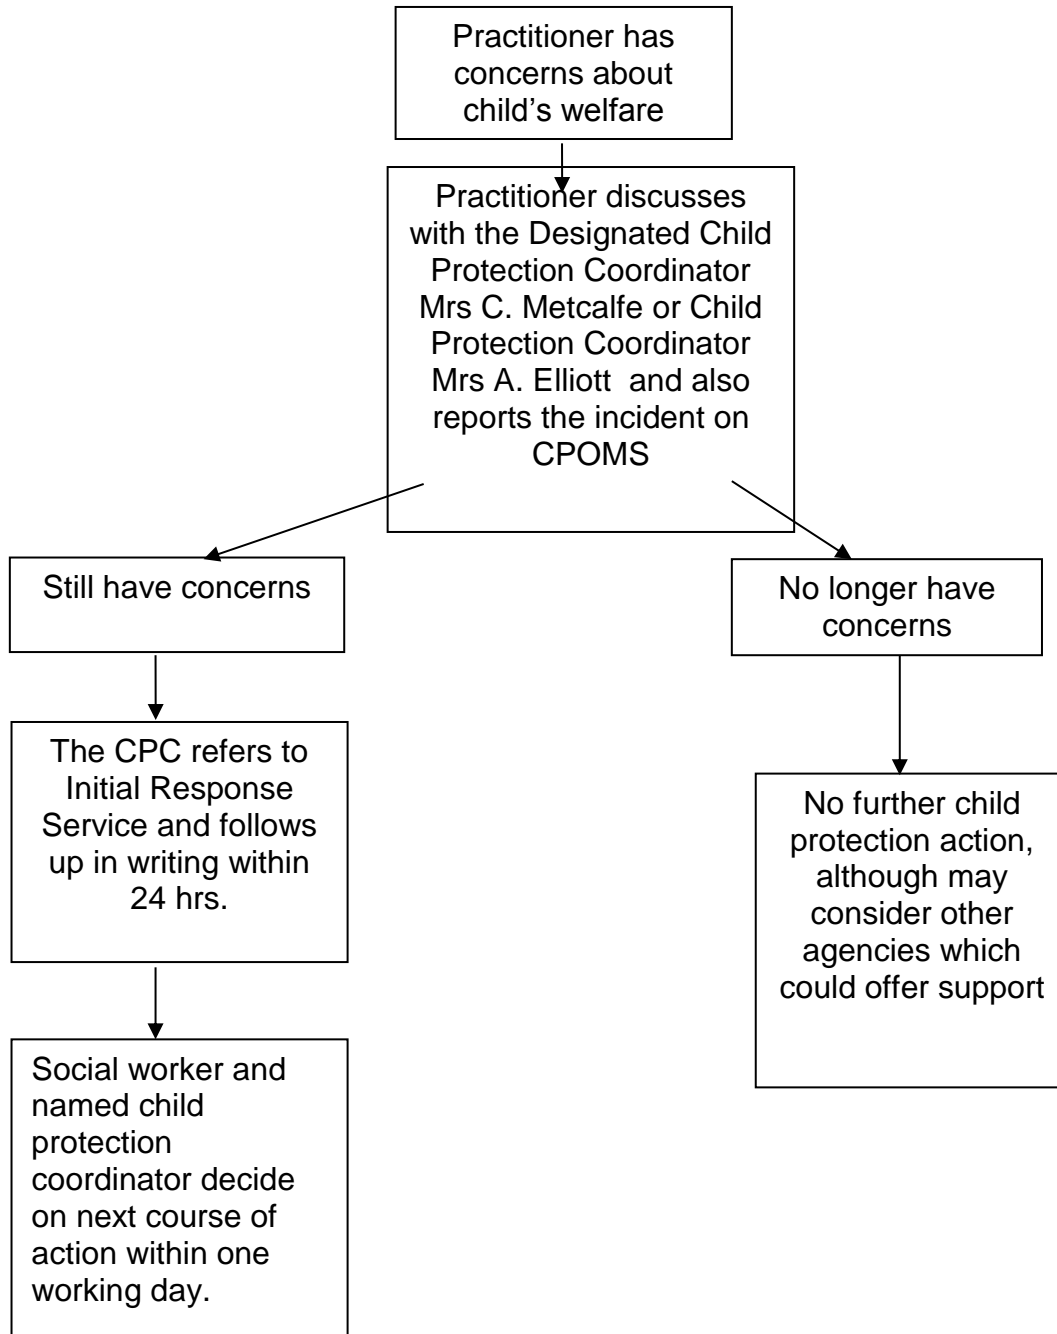 Practitioner has
concerns about
child’s welfare
Practitioner discusses
with the Designated Child
Protection Coordinator
Mrs C. Metcalfe or Child
Protection Coordinator
Mrs A. Elliott  and also
reports the incident on
CPOMS
Still have concerns
No longer have
concerns
The CPC refers to
Initial Response
Service and follows
up in writing within
24 hrs.
No further child
protection action,
although may
consider other
agencies which
could offer support
Social worker and
named child
protection
coordinator decide
on next course of
action within one
working day.